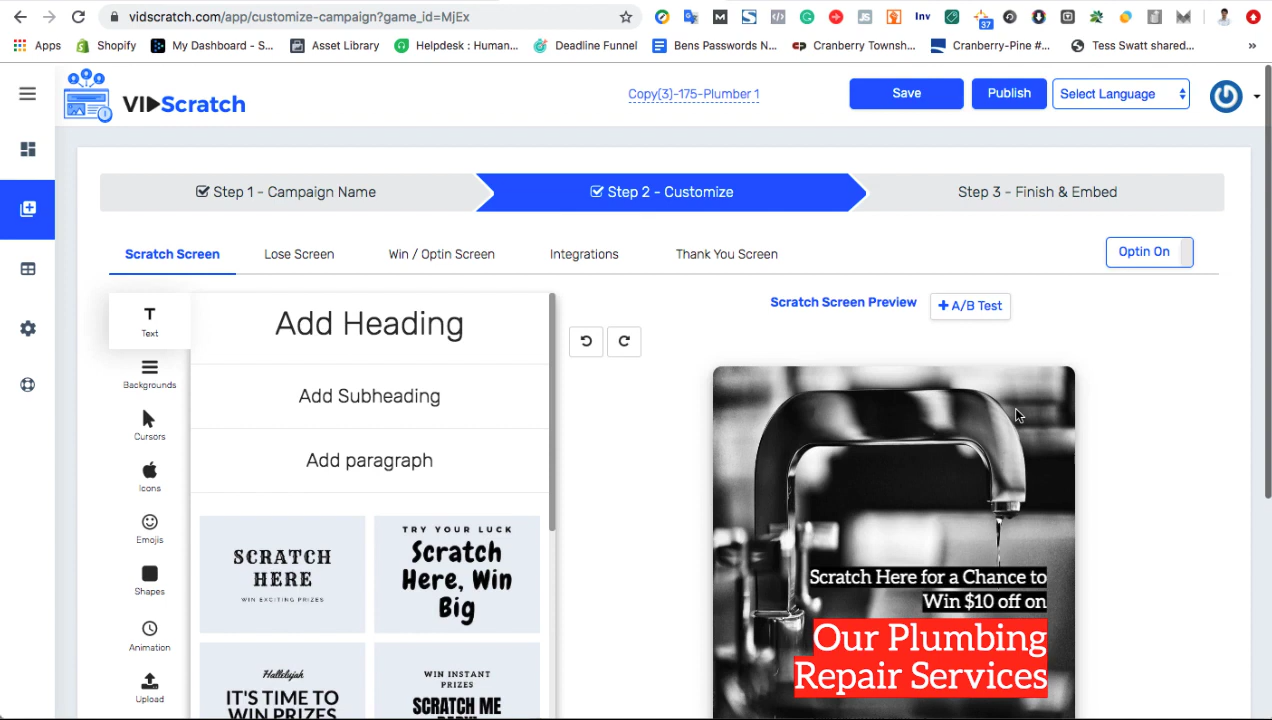 vidscratch.com/app/customize-campaign?game_id=MjEx
Inv
37
Apps
Shopify
My Dashboard - S...
Asset Library
Helpdesk : Human...
Deadline Funnel
Bens Passwords N...
Cranberry Townsh...
Cranberry-Pine #...
Tess Swatt shared...
»
VIDScratch
Copy(3)-175-Plumber 1
Save
Publish
Select Language
Step 1 - Campaign Name
Step 2 - Customize
Step 3 - Finish & Embed
Scratch Screen
Lose Screen
Win / Optin Screen
Integrations
Thank You Screen
Optin On
T
Text
Backgrounds
Cursors
Icons
Emojis
Shapes
Animation
Upload
Add Heading
Add Subheading
Add paragraph
SCRATCH
HERE
WIN EXCITING PRIZES
TRY YOUR LUCK
Scratch
Here, Win
Big
Hallelujah
IT'S TIME TO
WIN PRIZES
WIN INSTANT
PRIZES
SCRATCH ME
Scratch Screen Preview
+ A/B Test
Scratch Here for a Chance to
Win $10 off on
Our Plumbing
Repair Services